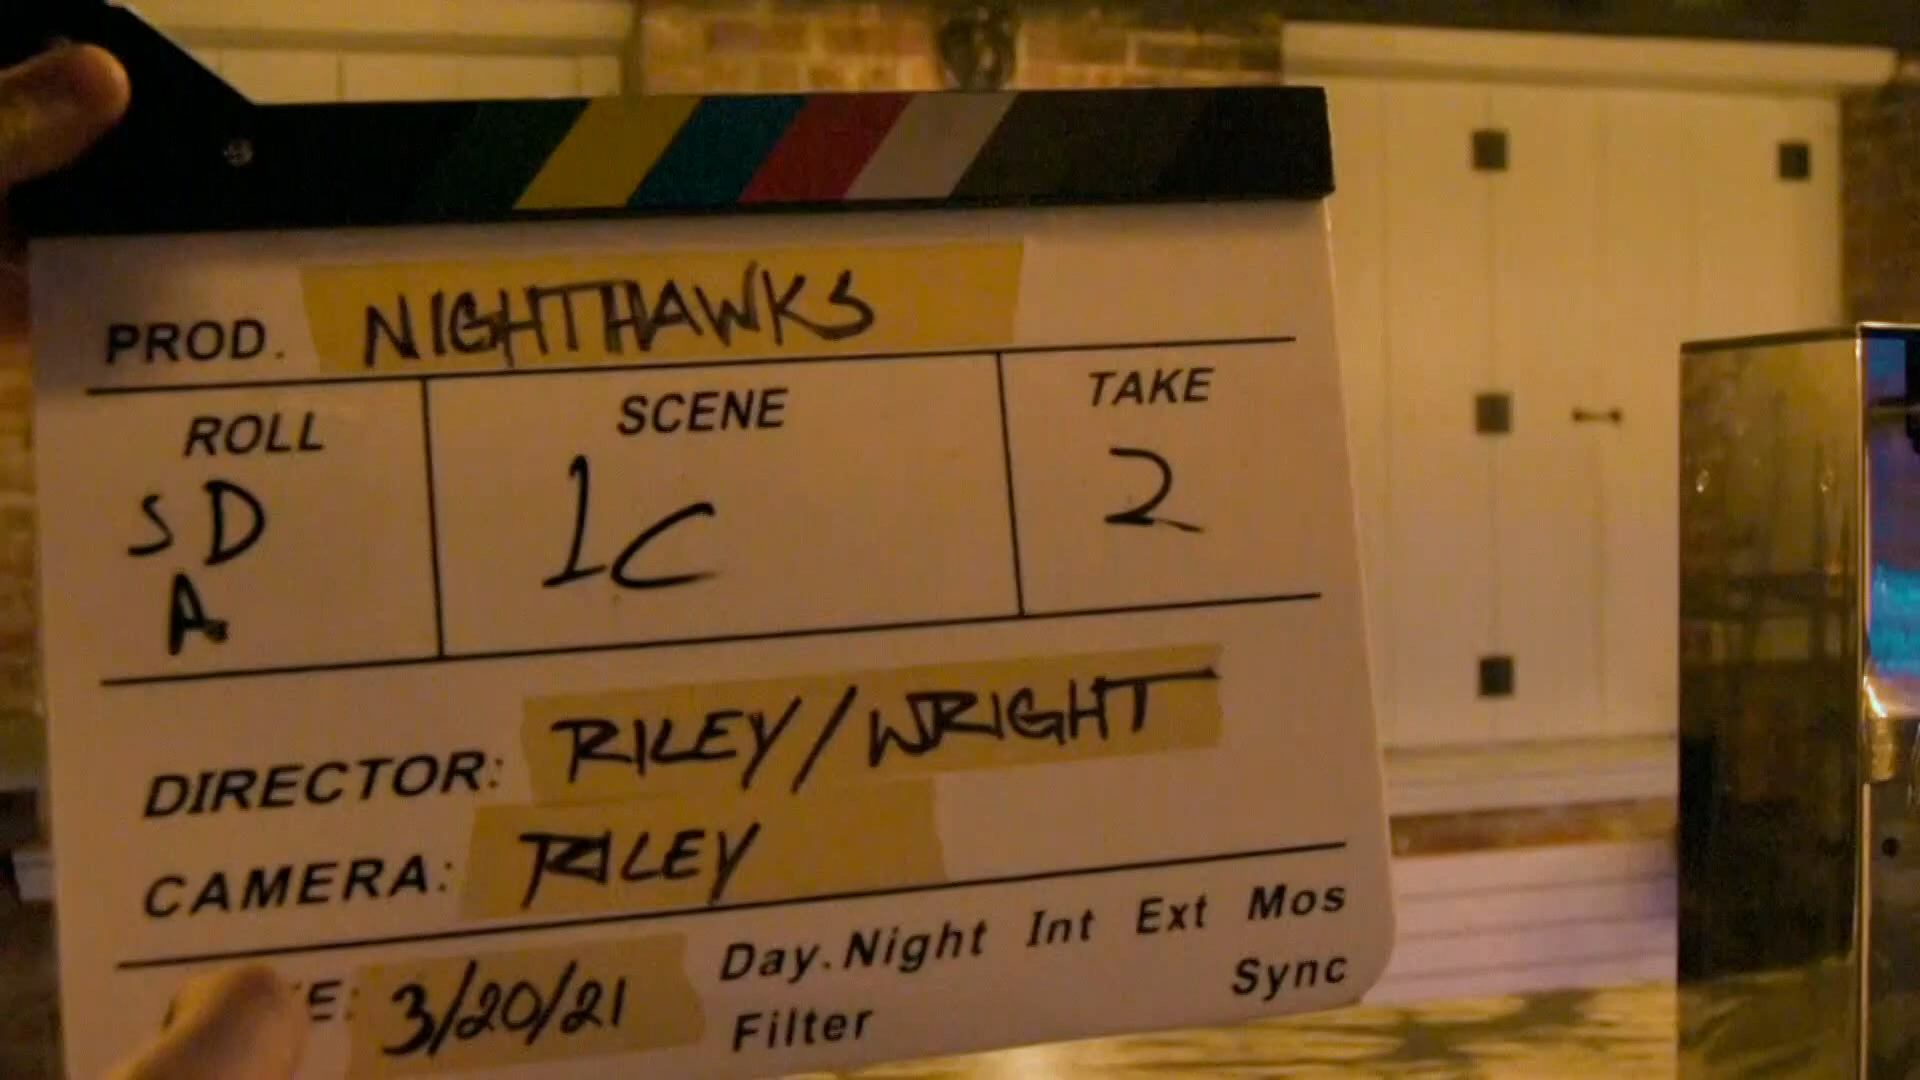 PROD. NIGHTHAWKS
ROLL SCENE TAKE
SD 1C 2
A
DIRECTOR: RILEY/WRIGHT
CAMERA: RILEY
E: 3/20/21 Day.Night Int Ext Mos
Filter Sync